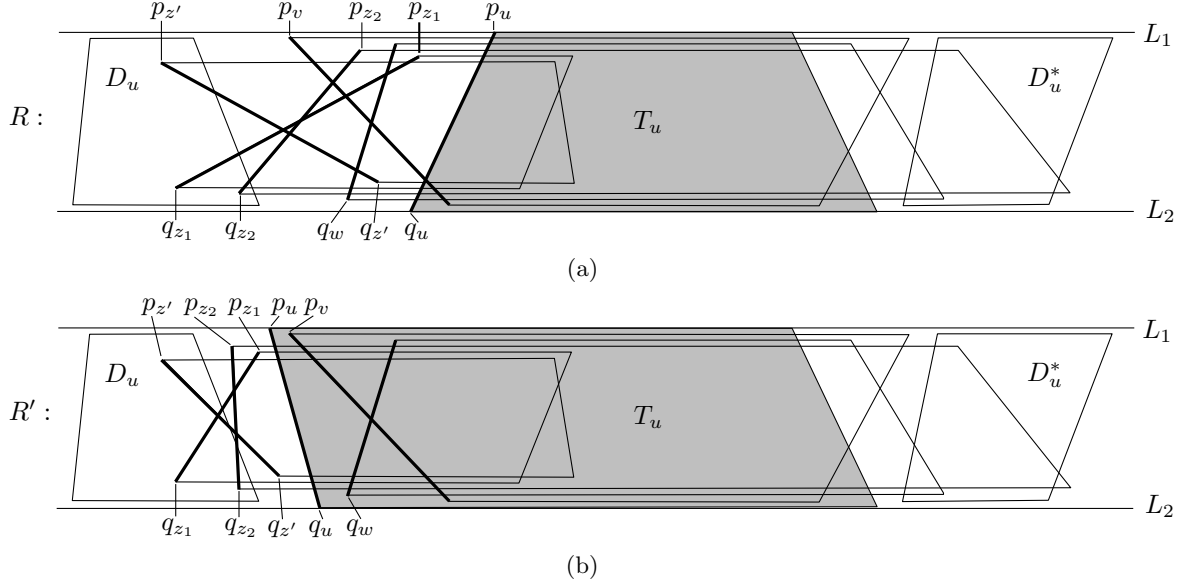 p_{z'} p_v p_{z_2} p_{z_1} p_u
L_1
D_u D_u^*
R : T_u
q_{z_1} q_{z_2} q_w q_{z'} q_u L_2
(a)
p_{z'} p_{z_2} p_{z_1} p_u p_v
L_1
D_u D_u^*
R' : T_u
L_2
q_{z_1} q_{z_2} q_{z'} q_u q_w
(b)